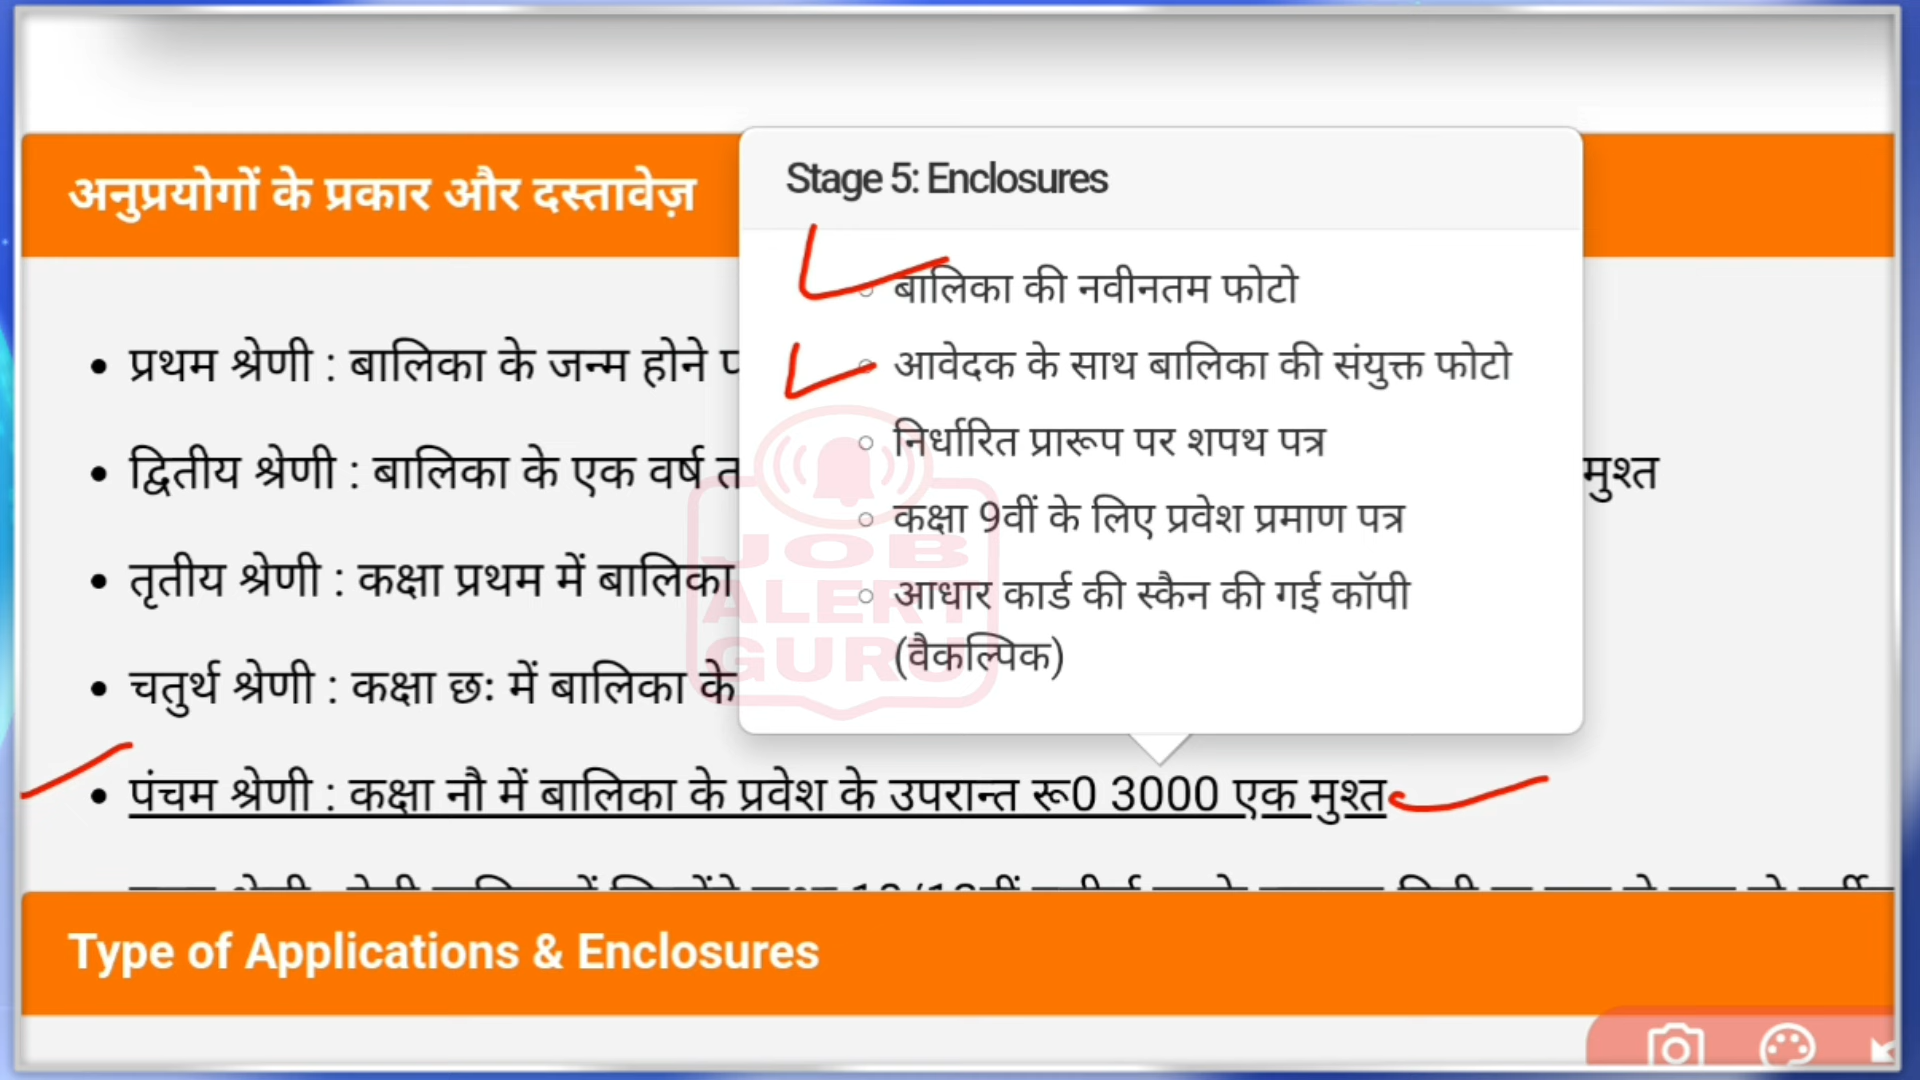 अनुप्रयोगों के प्रकार और दस्तावेज़
Stage 5: Enclosures
बालिका की नवीनतम फोटो
आवेदक के साथ बालिका की संयुक्त फोटो
निर्धारित प्रारूप पर शपथ पत्र
कक्षा 9वीं के लिए प्रवेश प्रमाण पत्र
आधार कार्ड की स्कैन की गई कॉपी
(वैकल्पिक)
प्रथम श्रेणी : बालिका के जन्म होने
द्वितीय श्रेणी : बालिका के एक वर्ष मुश्त
तृतीय श्रेणी : कक्षा प्रथम में बालिका
चतुर्थ श्रेणी : कक्षा छः में बालिका के
पंचम श्रेणी : कक्षा नौ में बालिका के प्रवेश के उपरान्त रू0 3000 एक मुश्त
Type of Applications & Enclosures
JOB
ALERT
GURU